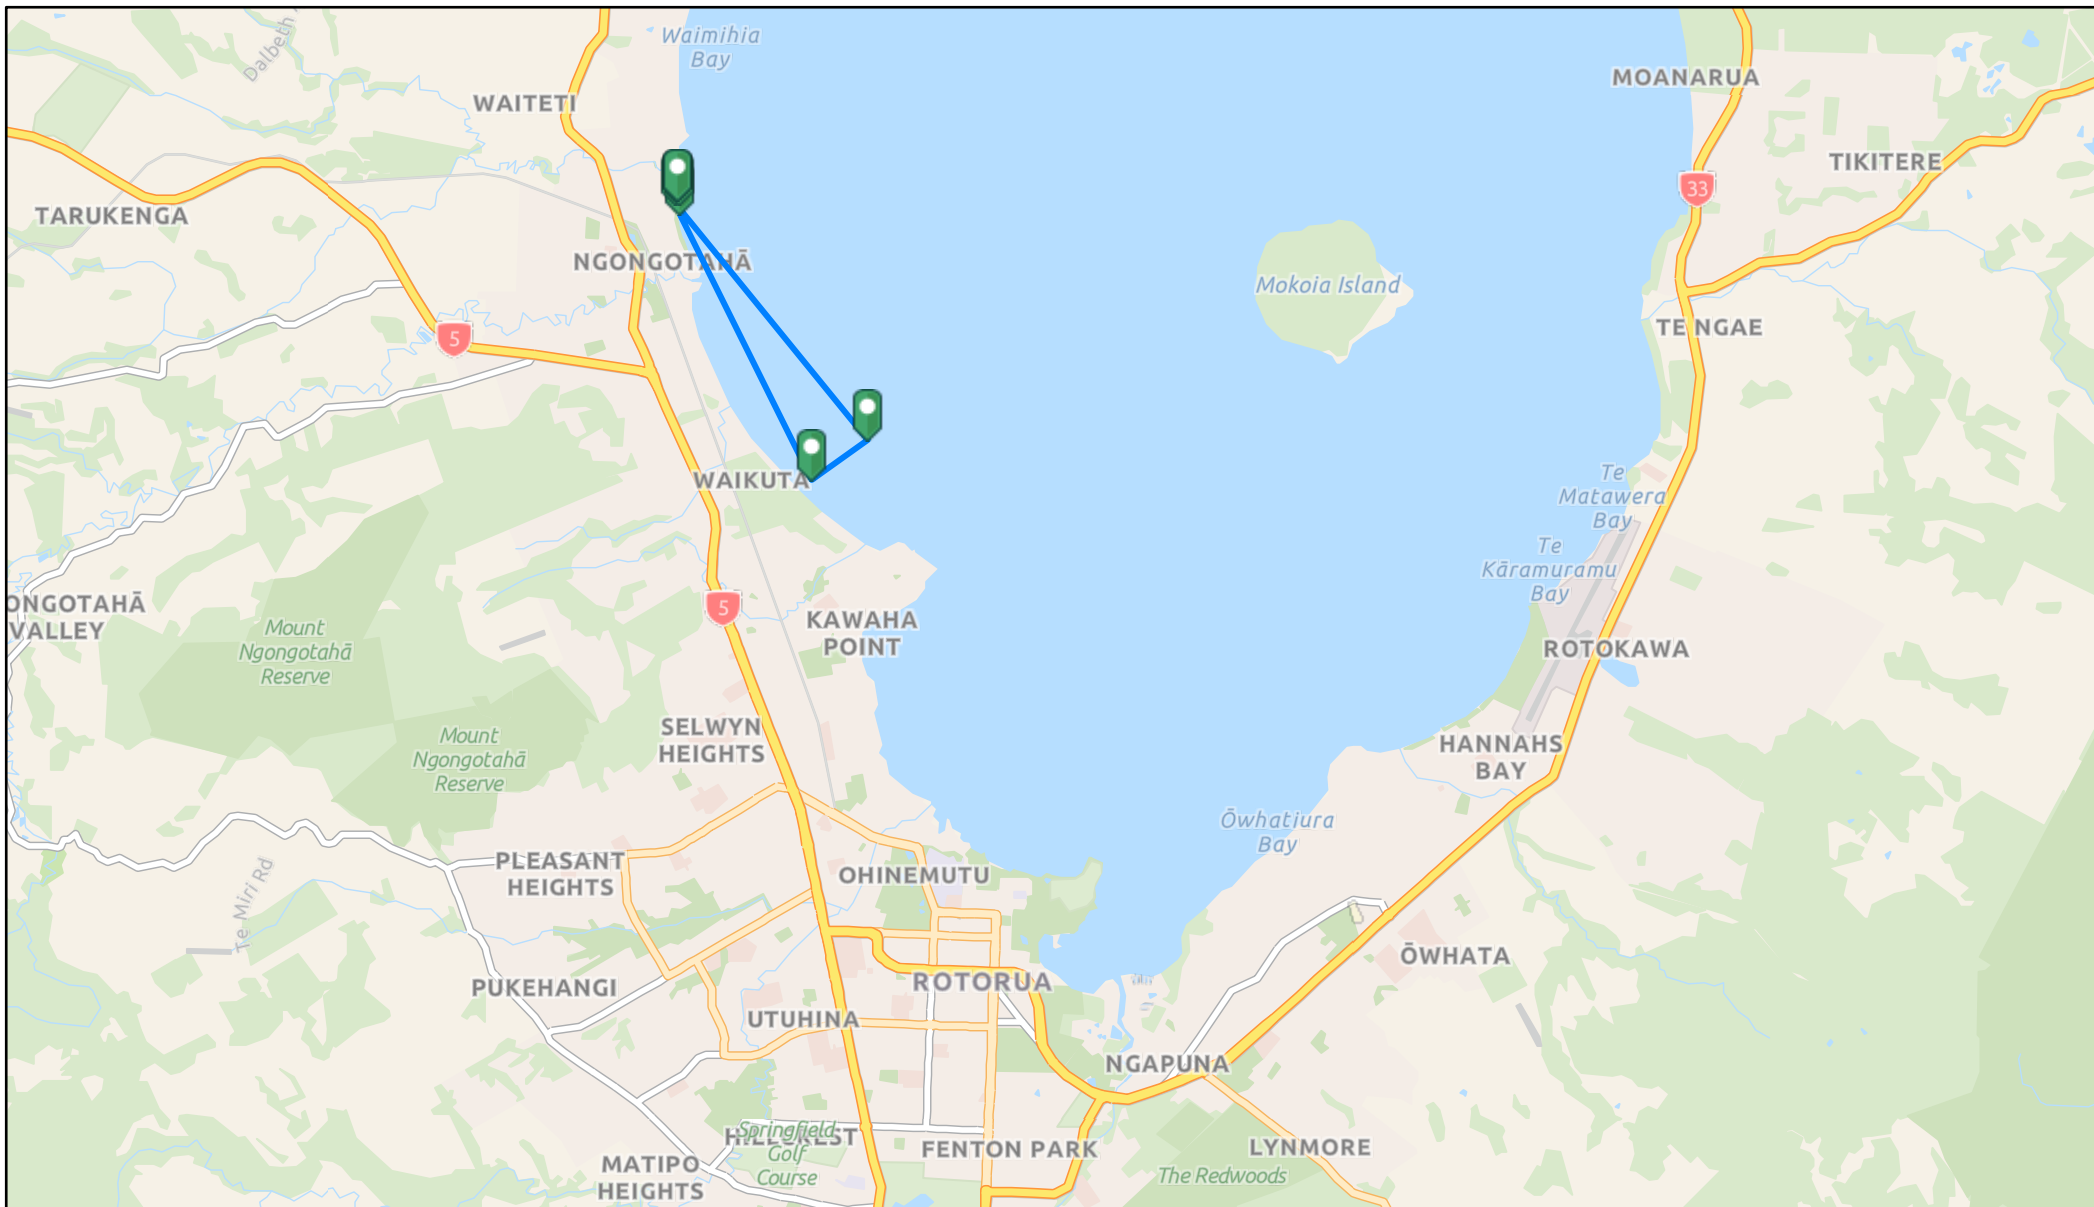 Waimihia
Bay
Dalbeth
WAITETI
MOANARUA
TIKITERE
33
TARUKENGA
NGONGOTAHĀ
Mokoia Island
TE NGAE
5
WAIKUTA
Te
Matawera
Bay
Te
Kāramuramu
Bay
ONGOTAHĀ
VALLEY
Mount
Ngongotahā
Reserve
5
KAWAHA
POINT
ROTOKAWA
SELWYN
HEIGHTS
Mount
Ngongotahā
Reserve
HANNAHS
BAY
Ōwhatiura
Bay
PLEASANT
HEIGHTS
OHINEMUTU
Te Miri Rd
ŌWHATA
PUKEHANGI
ROTORUA
UTUHINA
NGAPUNA
HILLCREST
Springfield
Golf
Course
FENTON PARK
LYNMORE
MATIPO
HEIGHTS
The Redwoods